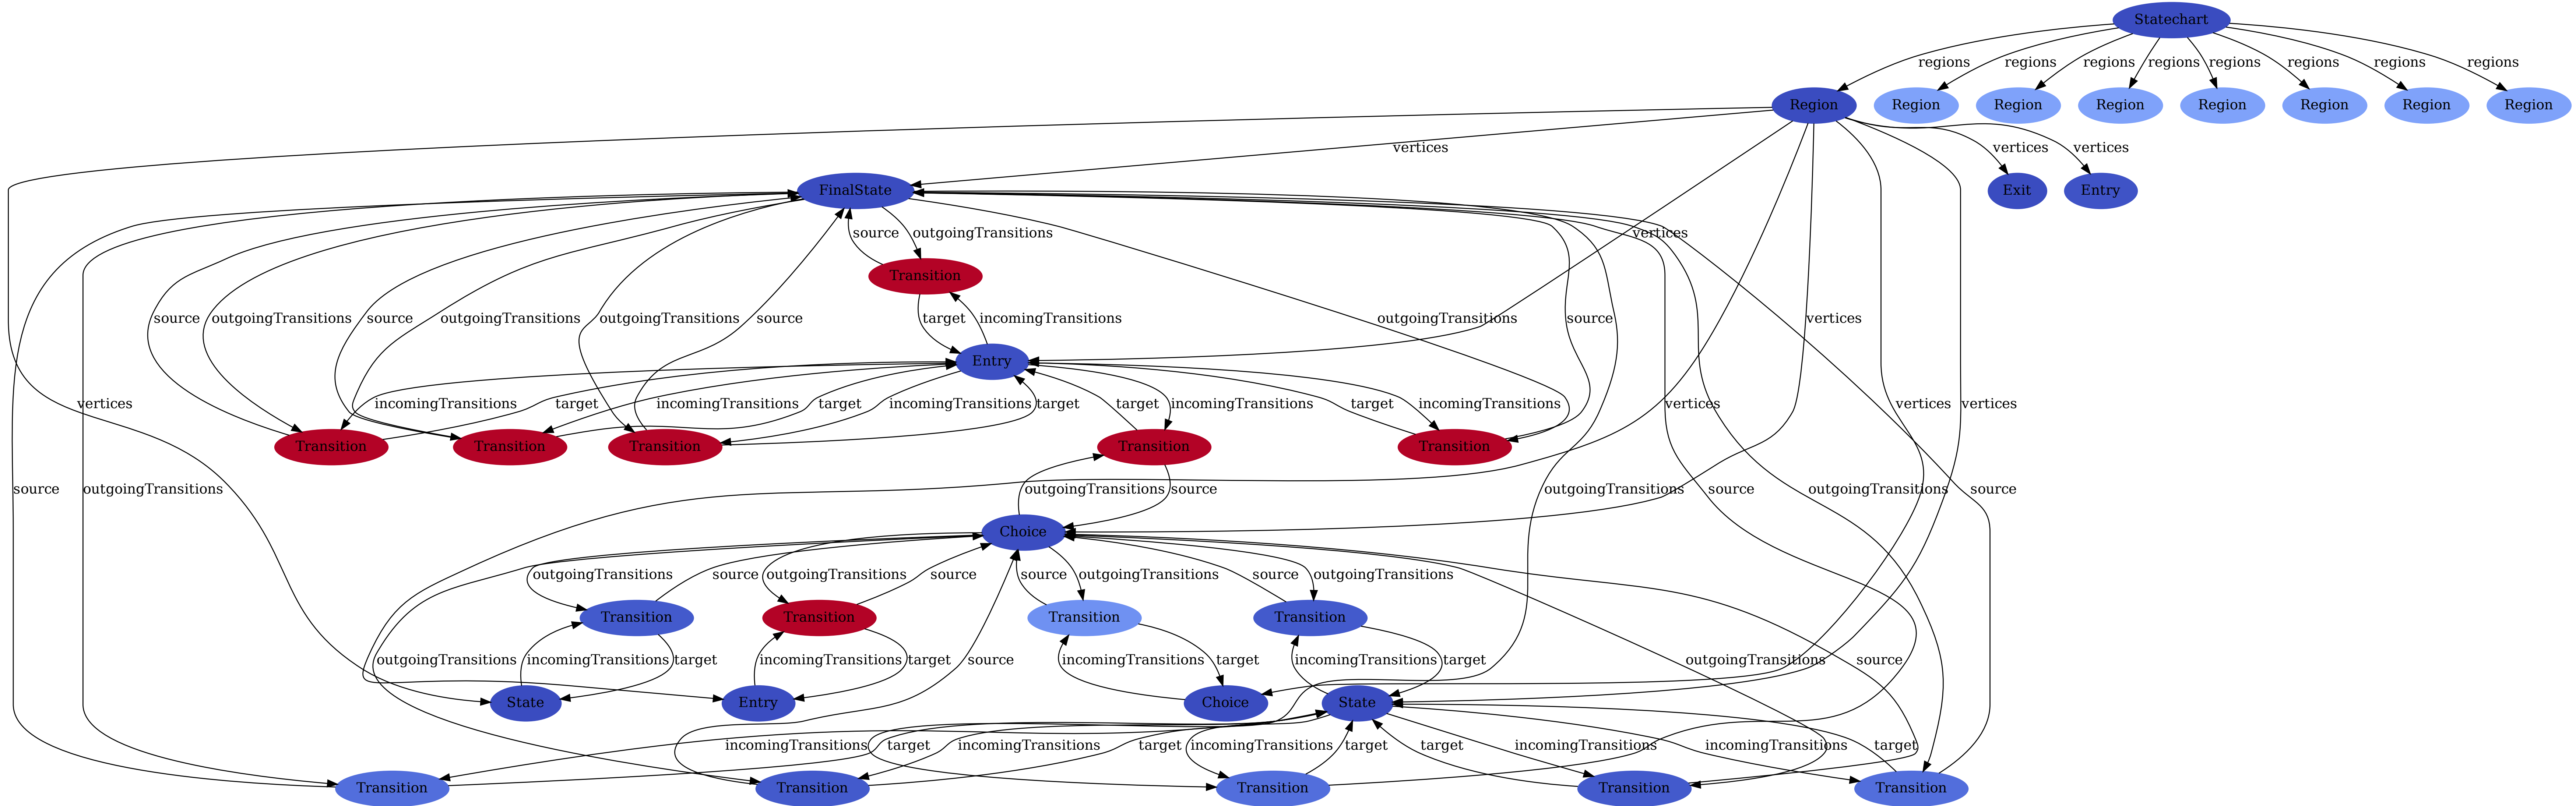 Statechart
regions regions regions regions regions regions regions regions
Region Region Region Region Region Region Region Region
vertices vertices vertices
FinalState Exit Entry
source outgoingTransitions vertices
Transition
source outgoingTransitions source outgoingTransitions outgoingTransitions source target incomingTransitions outgoingTransitions source vertices
Entry
vertices incomingTransitions target incomingTransitions target incomingTransitions target target incomingTransitions target incomingTransitions vertices vertices vertices
Transition Transition Transition Transition Transition
source outgoingTransitions outgoingTransitions source outgoingTransitions source outgoingTransitions source
Choice
outgoingTransitions source outgoingTransitions source source outgoingTransitions source outgoingTransitions
Transition Transition Transition Transition
outgoingTransitions incomingTransitions target incomingTransitions target source incomingTransitions target incomingTransitions target outgoingTransitions source
State Entry Choice State
incomingTransitions target incomingTransitions target incomingTransitions target target incomingTransitions incomingTransitions target
Transition Transition Transition Transition Transition